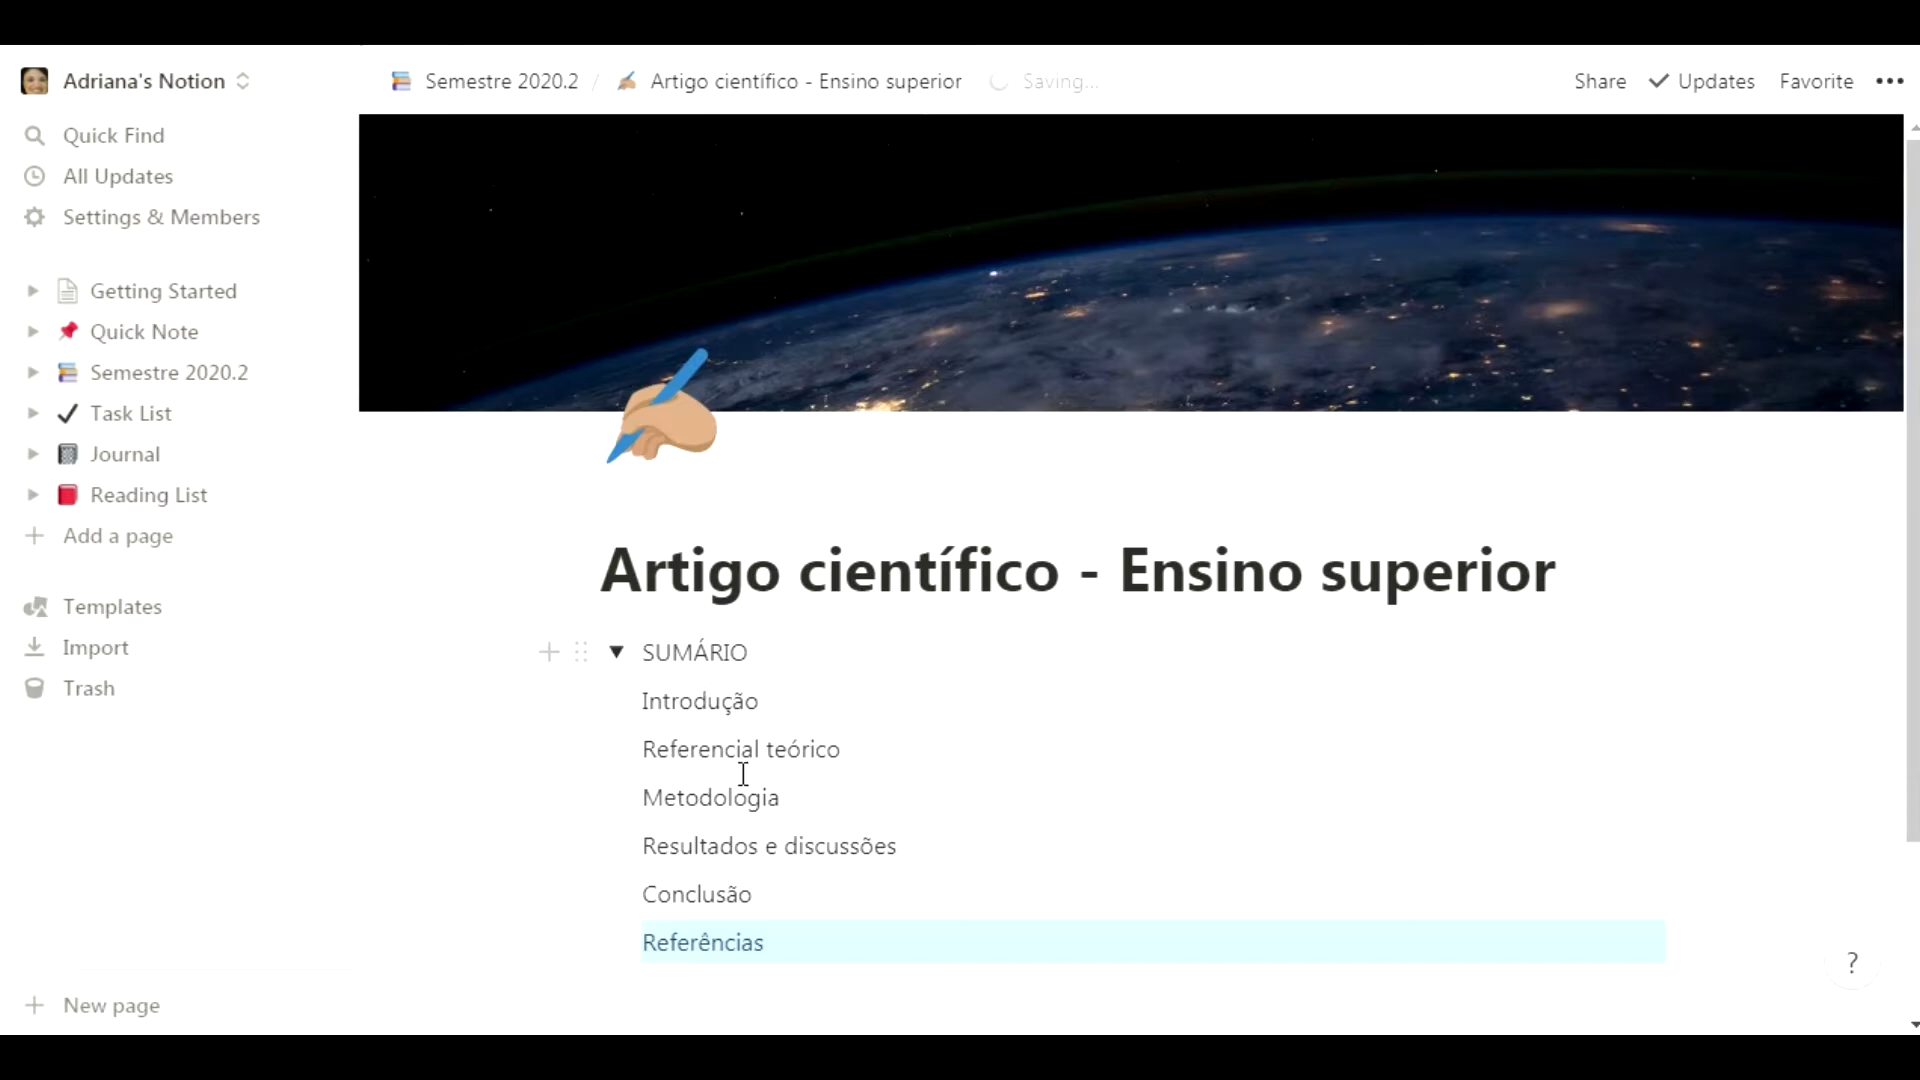 Adriana's Notion
Semestre 2020.2 / Artigo científico - Ensino superior Saving...
Share Updates Favorite
Quick Find
All Updates
Settings & Members
Getting Started
Quick Note
Semestre 2020.2
Task List
Journal
Reading List
Add a page
Templates
Import
Trash
New page
Artigo científico - Ensino superior
SUMÁRIO
Introdução
Referencial teórico
Metodologia
Resultados e discussões
Conclusão
Referências
?